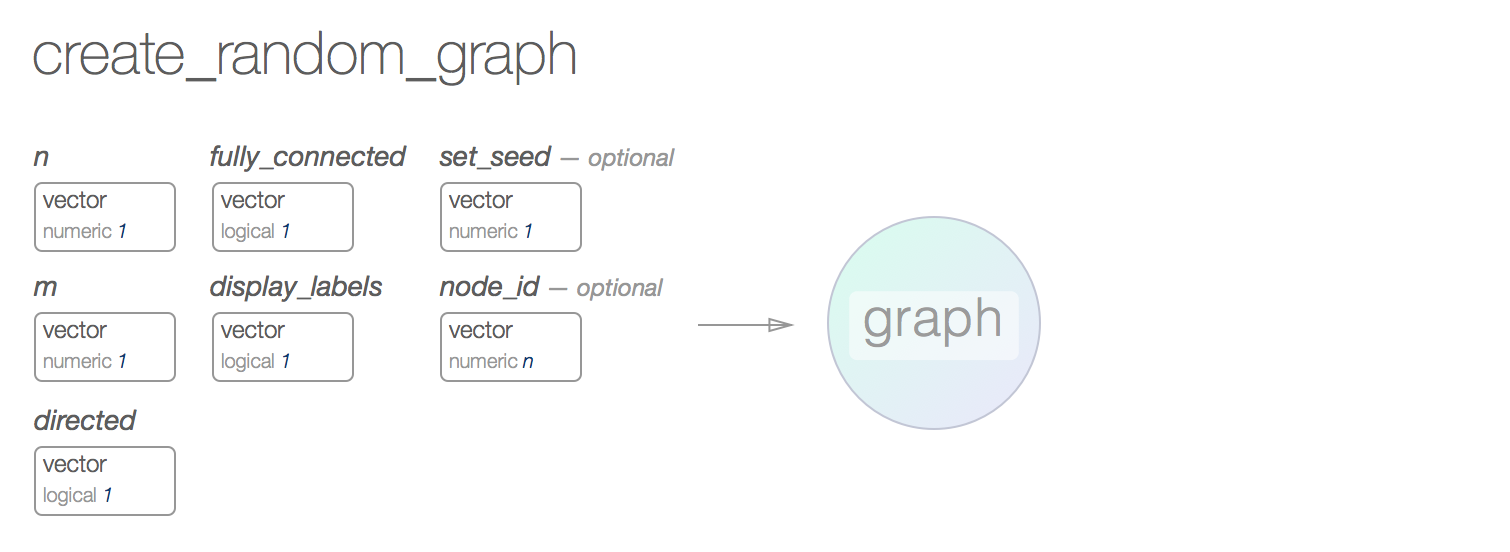 create_random_graph
n
vector
numeric 1
m
vector
numeric 1
directed
vector
logical 1
fully_connected
vector
logical 1
display_labels
vector
logical 1
set_seed — optional
vector
numeric 1
node_id — optional
vector
numeric n
graph